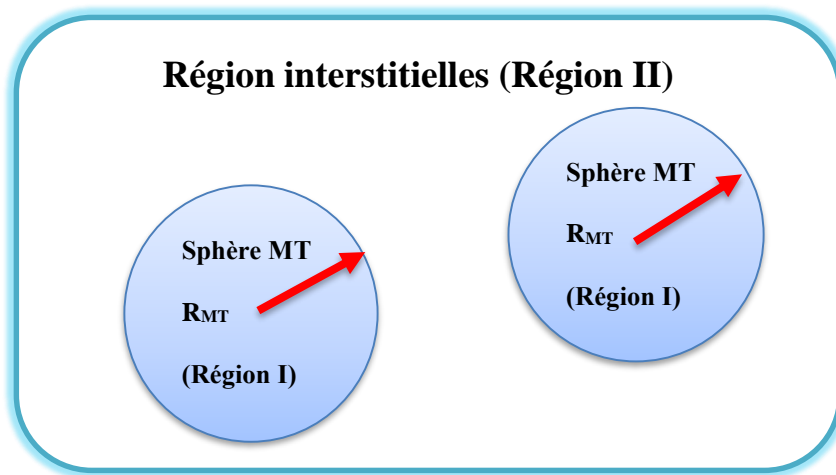 Région interstitielles (Région II)
Sphère MT
RMT
(Région I)
Sphère MT
RMT
(Région I)